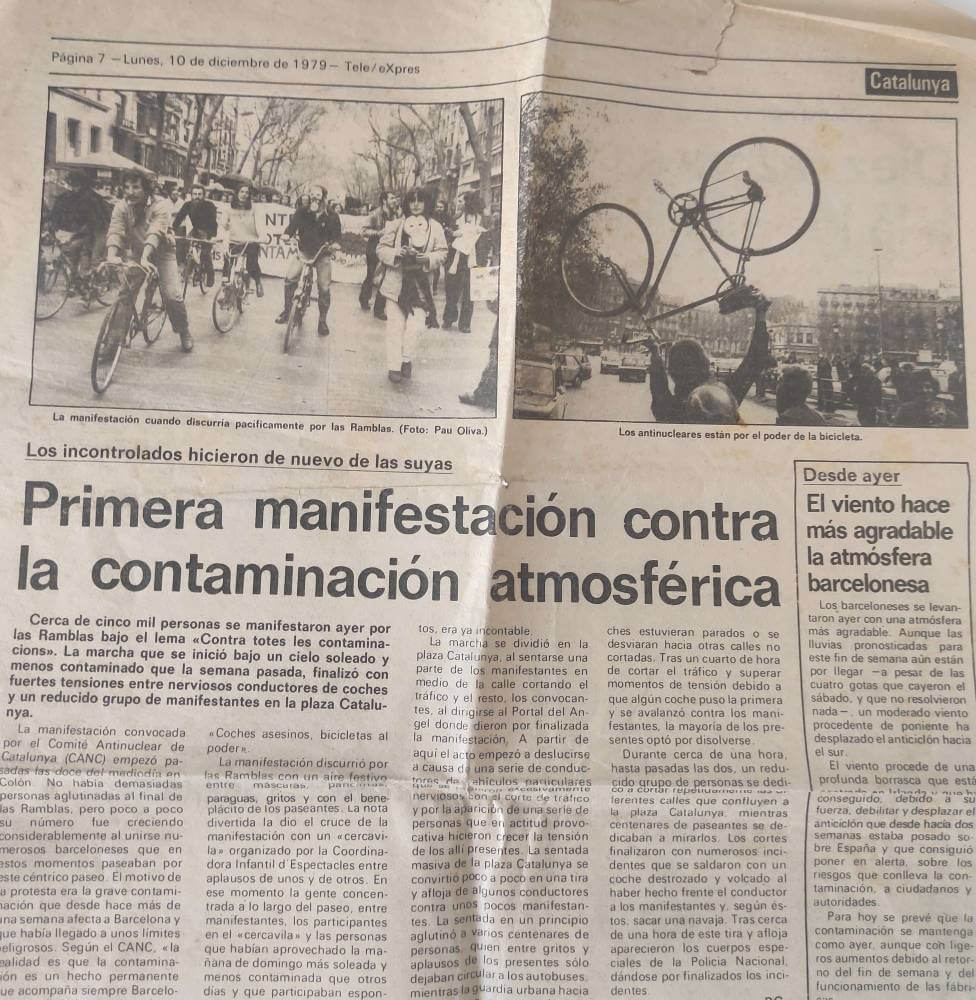 Página 7 — Lunes, 10 de diciembre de 1979 — Tele/eXpres
Catalunya
NT
La manifestación cuando discurría pacíficamente por las Ramblas. (Foto: Pau Oliva.)
Los antinucleares están por el poder de la bicicleta.
Los incontrolados hicieron de nuevo de las suyas
Primera manifestación contra
la contaminación atmosférica
Cerca de cinco mil personas se manifestaron ayer por
las Ramblas bajo el lema «Contra totes les contamina-
cions». La marcha que se inició bajo un cielo soleado y
menos contaminado que la semana pasada, finalizó con
fuertes tensiones entre nerviosos conductores de coches
y un reducido grupo de manifestantes en la plaza Catalu-
nya.
La manifestación convocada
por el Comité Antinuclear de
Catalunya (CANC) empezó pa-
sadas las doce del mediodía en
Colón. No había demasiadas
personas aglutinadas al final de
las Ramblas, pero poco a poco
su número fue creciendo
considerablemente al unirse nu-
merosos barceloneses que en
estos momentos paseaban por
este céntrico paseo. El motivo de
a protesta era la grave contami-
nación que desde hace más de
una semana afecta a Barcelona y
que había llegado a unos límites
peligrosos. Según el CANC, «la
ealidad es que la contamina-
ión es un hecho permanente
ue acompaña siempre Barcelo-
«Coches asesinos, bicicletas al
poder».
La manifestación discurrió por
las Ramblas con un aire festivo
entre máscaras, pancartas,
paraguas, gritos y con el bene-
plácito de los paseantes. La nota
divertida la dio el cruce de la
manifestación con un «cercavi-
la» organizado por la Coordina-
dora Infantil d'Espectacles entre
aplausos de unos y de otros. En
ese momento la gente concen-
trada a lo largo del paseo, entre
manifestantes, los participantes
en el «cercavila» y las personas
que habían aprovechado la ma-
ñana de domingo más soleada y
menos contaminada que otros
días y que participaban espon-
tos, era ya incontable.
La marcha se dividió en la
plaza Catalunya, al sentarse una
parte de los manifestantes en
medio de la calle cortando el
tráfico y el resto, los convocan-
tes, al dirigirse al Portal del An-
gel donde dieron por finalizada
la manifestación. A partir de
aquí el acto empezó a deslucirse
a causa de una serie de conduc-
tores de vehículos particulares
que se pusieron excesivamente
nerviosos con el corte de tráfico
y por la aparición de una serie de
personas que en actitud provo-
cativa hicieron crecer la tensión
de los allí presentes. La sentada
masiva de la plaza Catalunya se
convirtió poco a poco en una tira
y afloja de algunos conductores
contra unos pocos manifestan-
tes. La sentada en un principio
aglutinó a varios centenares de
personas, quien entre gritos y
aplausos de los presentes sólo
dejaban circular a los autobuses,
mientras la guardia urbana hacía
ches estuvieran parados o se
desviaran hacia otras calles no
cortadas. Tras un cuarto de hora
de cortar el tráfico y superar
momentos de tensión debido a
que algún coche puso la primera
y se avalanzó contra los mani-
festantes, la mayoría de los pre-
sentes optó por disolverse.
Durante cerca de una hora,
hasta pasadas las dos, un redu-
cido grupo de personas se dedi-
có a cortar repentinamente las di-
ferentes calles que confluyen a
la plaza Catalunya, mientras
centenares de paseantes se de-
dicaban a mirarlos. Los cortes
finalizaron con numerosos inci-
dentes que se saldaron con un
coche destrozado y volcado al
haber hecho frente el conductor
a los manifestantes y, según és-
tos, sacar una navaja. Tras cerca
de una hora de este tira y afloja
aparecieron los cuerpos espe-
ciales de la Policía Nacional,
dándose por finalizados los inci-
dentes.
Desde ayer
El viento hace
más agradable
la atmósfera
barcelonesa
Los barceloneses se levan-
taron ayer con una atmósfera
más agradable. Aunque las
lluvias pronosticadas para
este fin de semana aún están
por llegar —a pesar de las
cuatro gotas que cayeron el
sábado, y que no resolvieron
nada—, un moderado viento
procedente de poniente ha
desplazado el anticiclón hacia
el sur.
El viento procede de una
profunda borrasca que está
centrada en Islanda y que ha
conseguido, debido a su
fuerza, debilitar y desplazar el
anticiclón que desde hacía dos
semanas estaba posado so-
bre España y que consiguió
poner en alerta, sobre los
riesgos que conlleva la con-
taminación, a ciudadanos y
autoridades.
Para hoy se prevé que la
contaminación se mantenga
como ayer, aunque con lige-
ros aumentos debido al retor-
no del fin de semana y del
funcionamiento de las fábri-